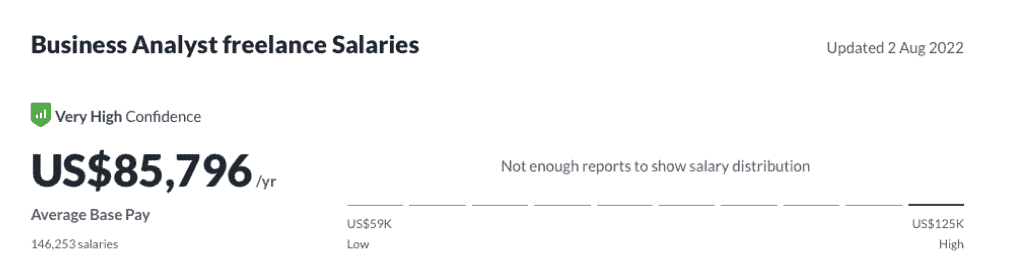 Business Analyst freelance Salaries
Updated 2 Aug 2022
Very High Confidence
US$85,796 /yr
Average Base Pay
146,253 salaries
Not enough reports to show salary distribution
US$59K
US$125K
Low
High